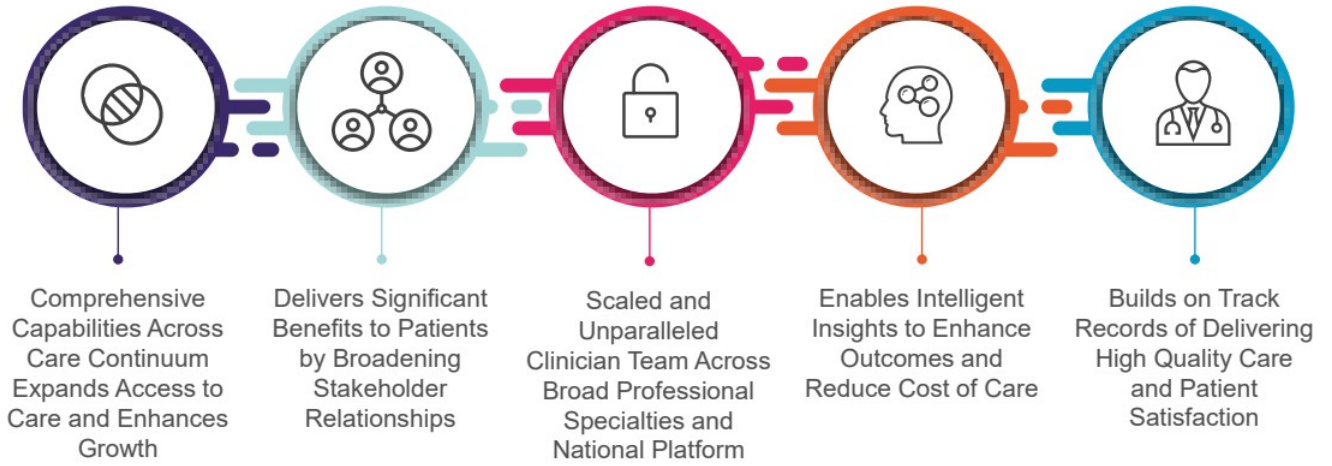 Comprehensive
Capabilities Across
Care Continuum
Expands Access to
Care and Enhances
Growth
Delivers Significant
Benefits to Patients
by Broadening
Stakeholder
Relationships
Scaled and
Unparalleled
Clinician Team Across
Broad Professional
Specialties and
National Platform
Enables Intelligent
Insights to Enhance
Outcomes and
Reduce Cost of Care
Builds on Track
Records of Delivering
High Quality Care
and Patient
Satisfaction